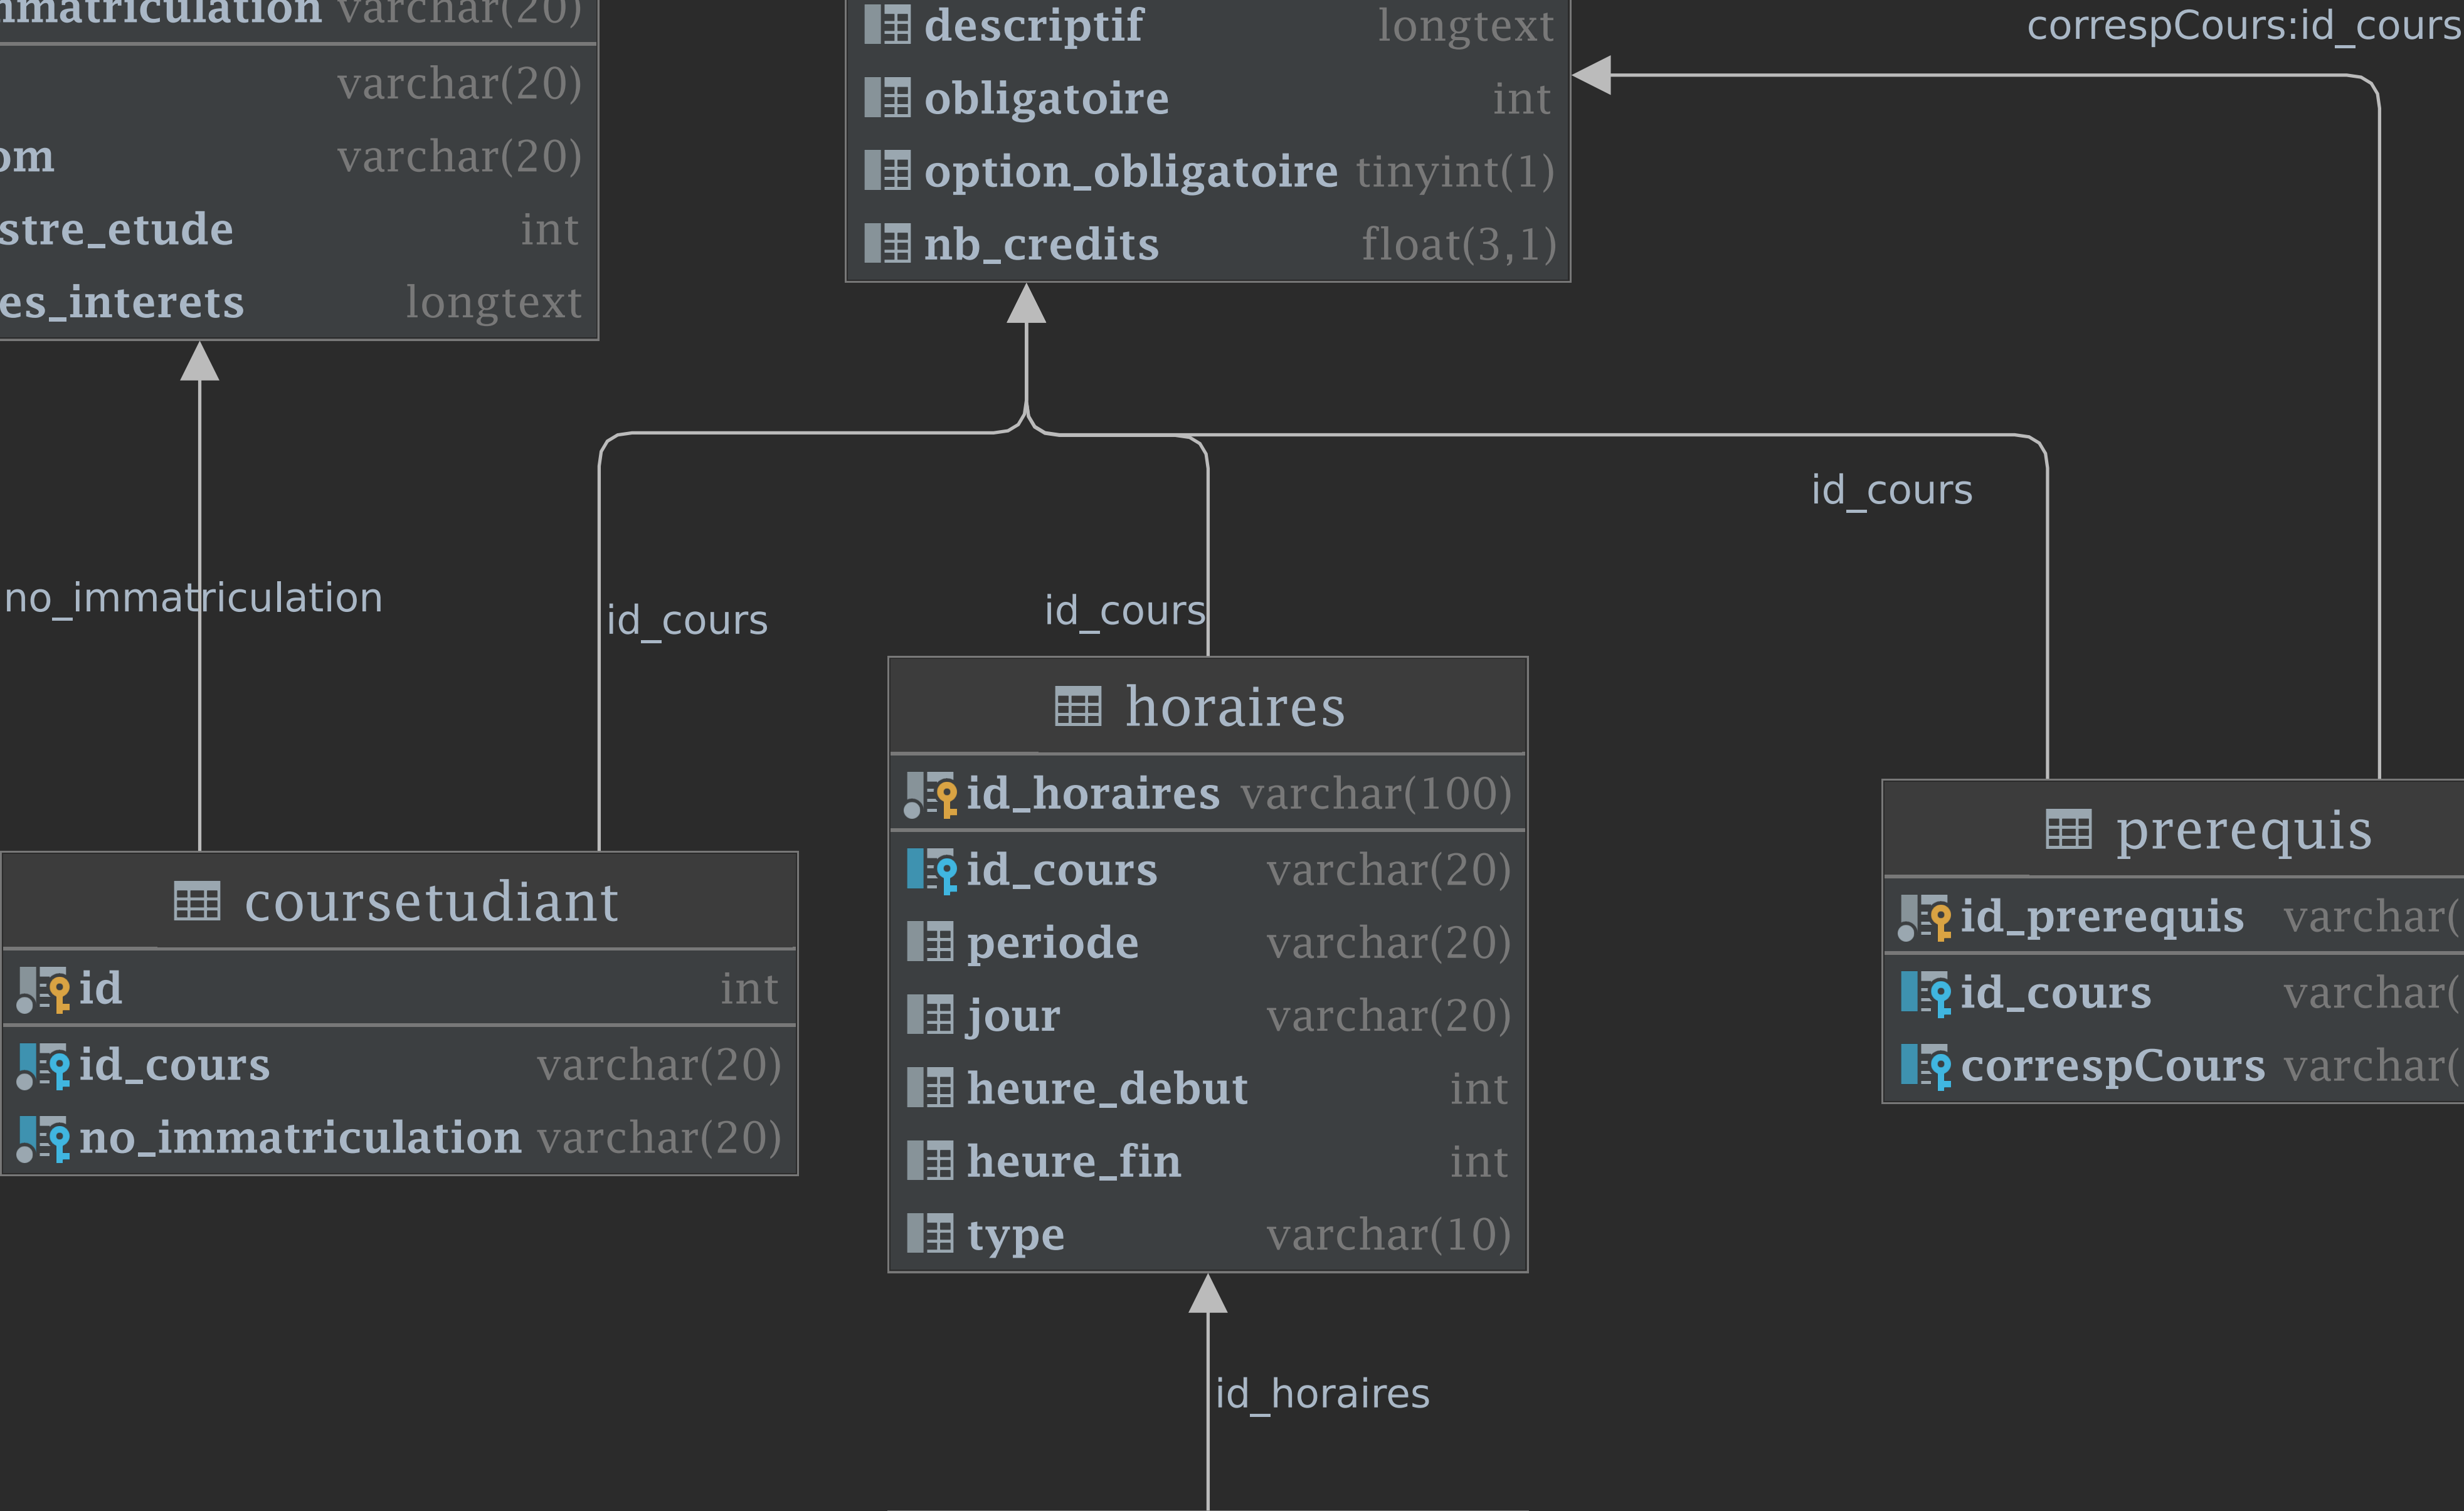 varchar(20)
varchar(20)
varchar(20)
int
longtext
descriptif longtext
obligatoire int
option_obligatoire tinyint(1)
nb_credits float(3,1)
correspCours:id_cours
no_immatriculation
id_cours
id_cours
id_cours
coursetudiant
id int
id_cours varchar(20)
no_immatriculation varchar(20)
horaires
id_horaires varchar(100)
id_cours varchar(20)
periode varchar(20)
jour varchar(20)
heure_debut int
heure_fin int
type varchar(10)
prerequis
id_prerequis varchar(
id_cours varchar(
correspCours varchar(
id_horaires